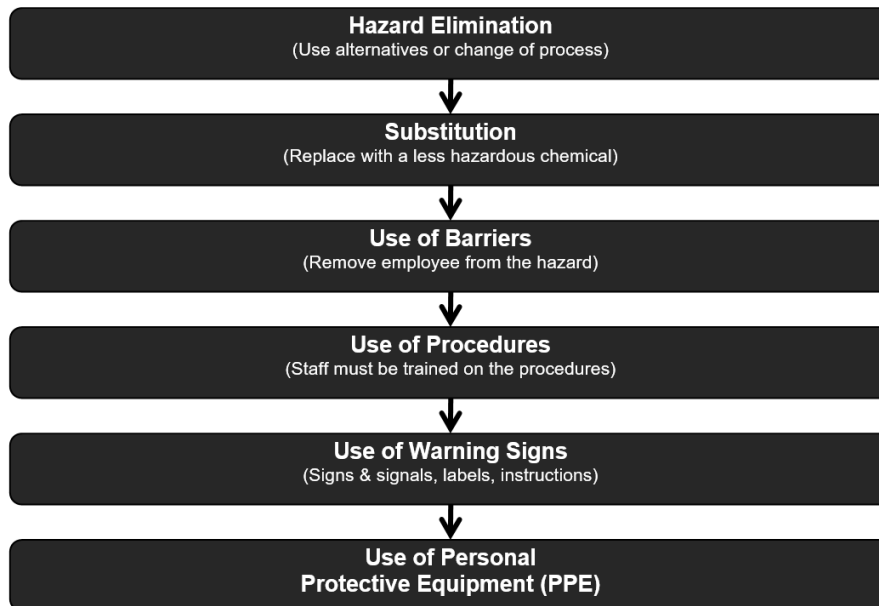 Hazard Elimination
(Use alternatives or change of process)
Substitution
(Replace with a less hazardous chemical)
Use of Barriers
(Remove employee from the hazard)
Use of Procedures
(Staff must be trained on the procedures)
Use of Warning Signs
(Signs & signals, labels, instructions)
Use of Personal
Protective Equipment (PPE)